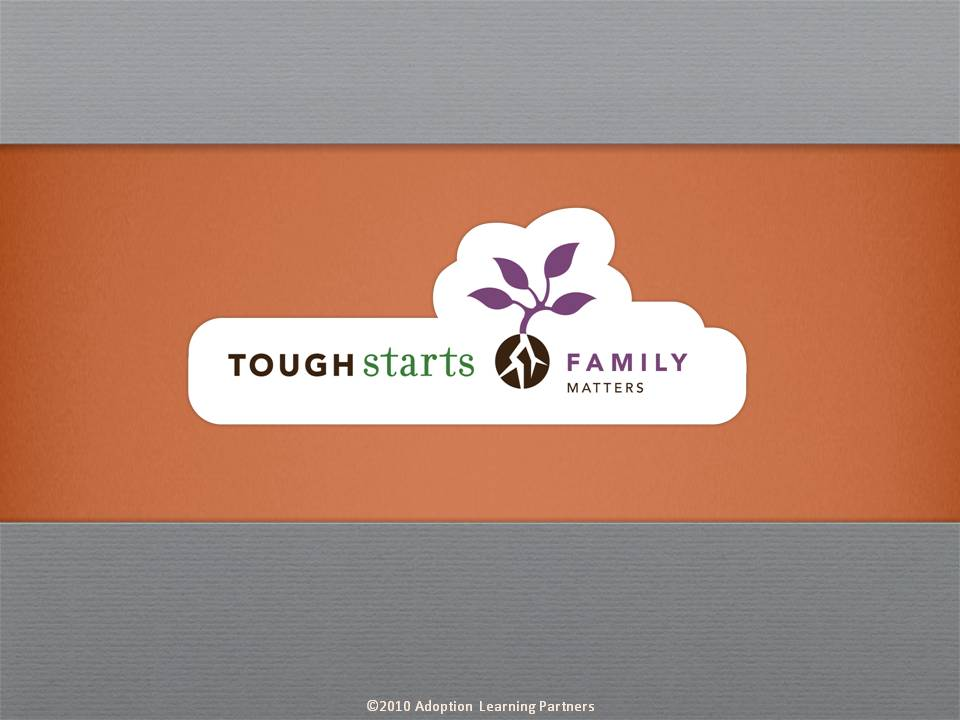 TOUGH starts FAMILY
MATTERS
©2010 Adoption Learning Partners